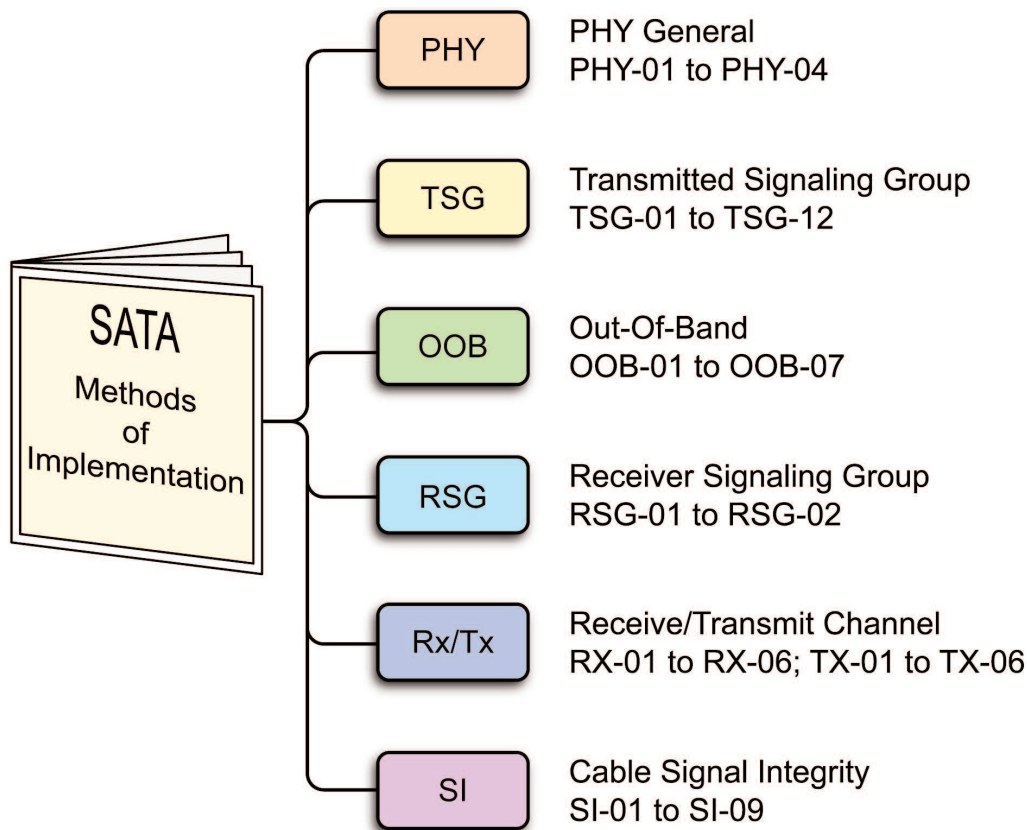 SATA
Methods
of
Implementation
PHY
PHY General
PHY-01 to PHY-04
TSG
Transmitted Signaling Group
TSG-01 to TSG-12
OOB
Out-Of-Band
OOB-01 to OOB-07
RSG
Receiver Signaling Group
RSG-01 to RSG-02
Rx/Tx
Receive/Transmit Channel
RX-01 to RX-06; TX-01 to TX-06
SI
Cable Signal Integrity
SI-01 to SI-09